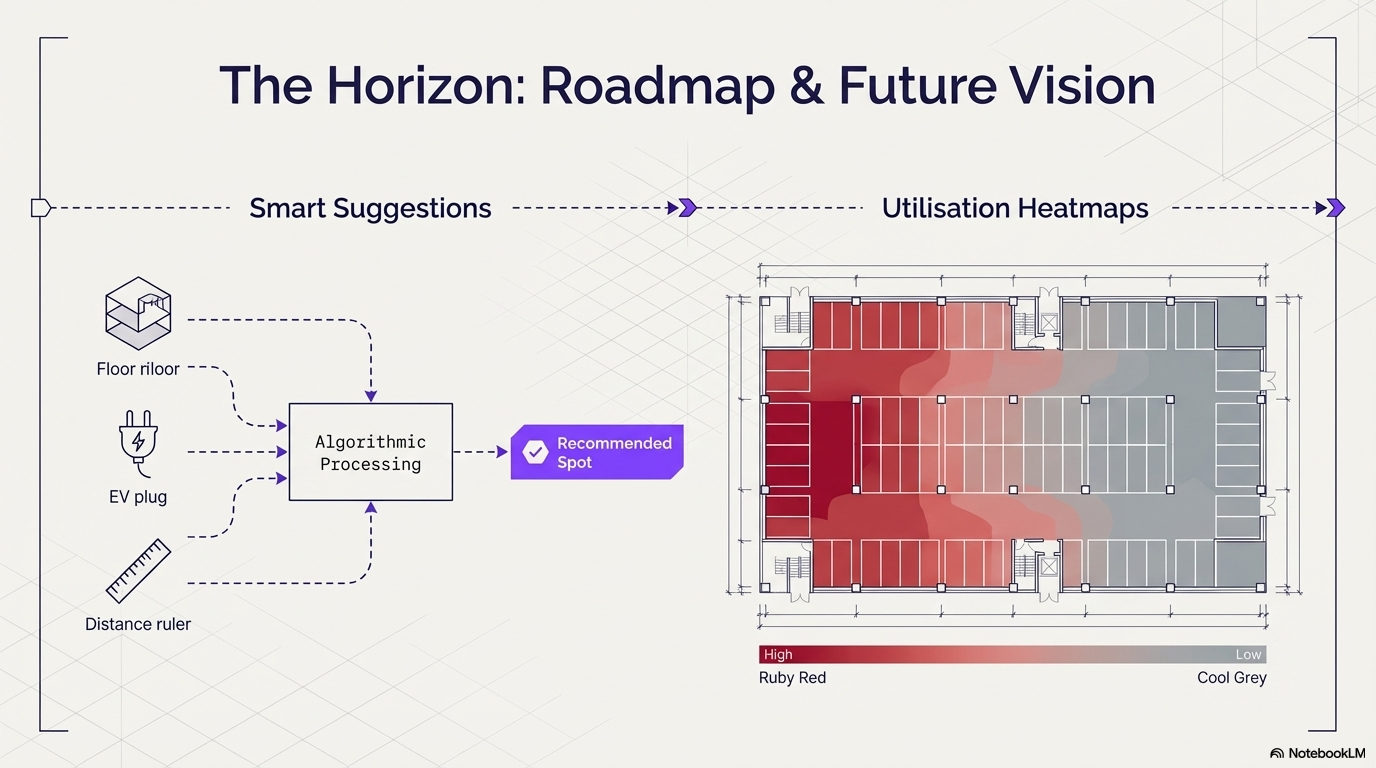 The Horizon: Roadmap & Future Vision
Smart Suggestions
Utilisation Heatmaps
Floor riloor
EV plug
Distance ruler
Algorithmic
Processing
Recommended
Spot
High
Low
Ruby Red
Cool Grey
NotebookLM